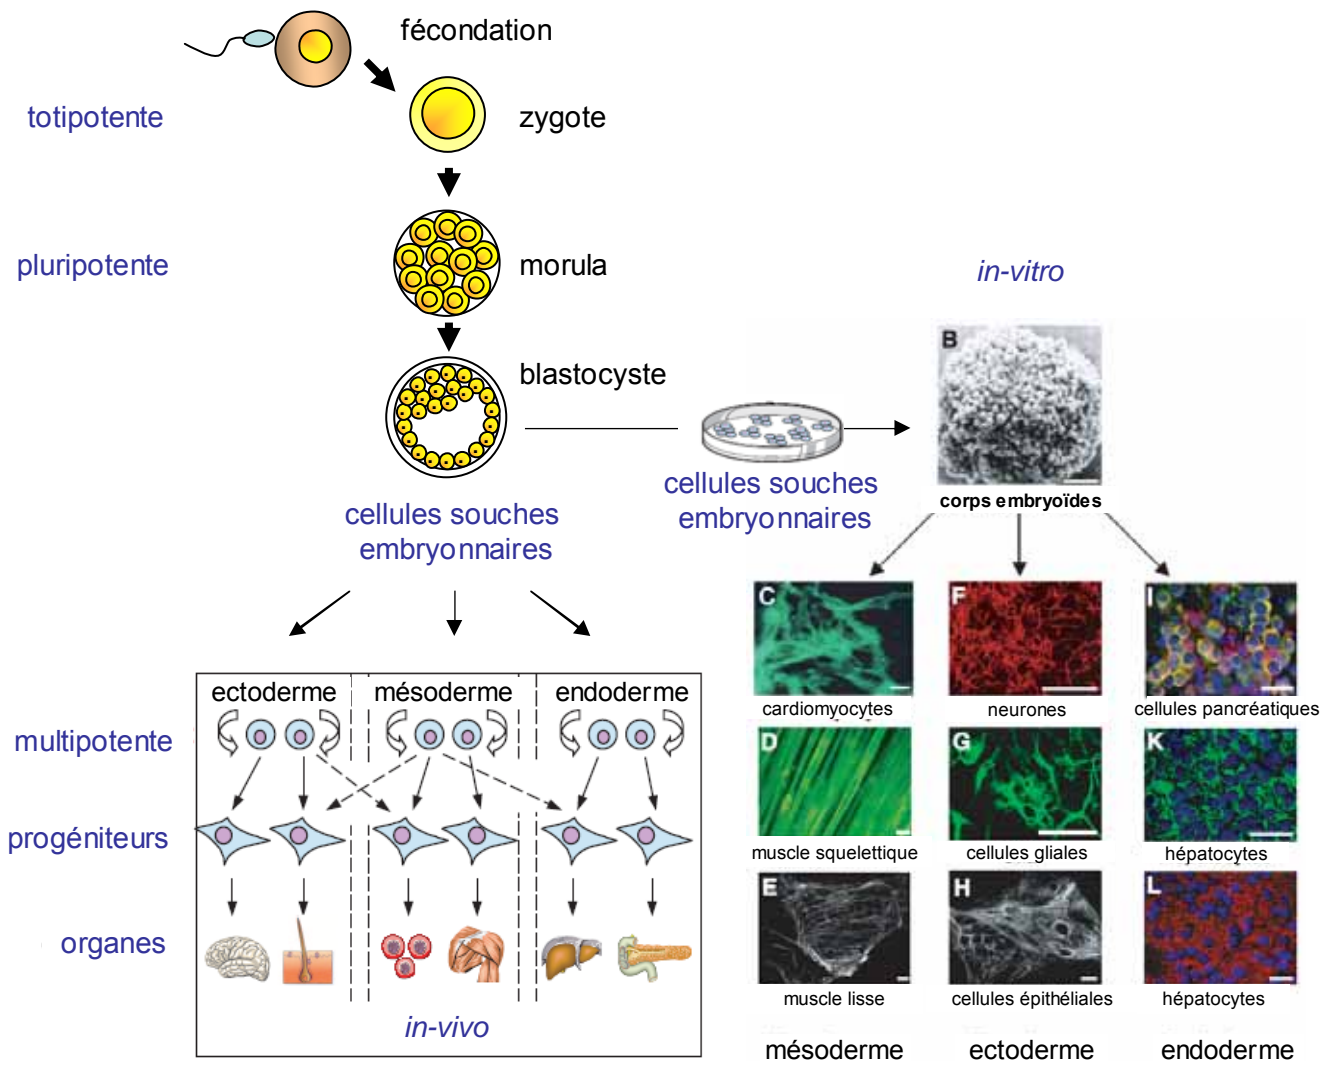 fécondation
totipotente
zygote
pluripotente
morula
in-vitro
B
blastocyste
cellules souches
embryonnaires
corps embryoïdes
cellules souches
embryonnaires
C
F
I
cardiomyocytes
neurones
cellules pancréatiques
D
G
K
muscle squelettique
cellules gliales
hépatocytes
E
H
L
muscle lisse
cellules épithéliales
hépatocytes
mésoderme
ectoderme
endoderme
ectoderme
mésoderme
endoderme
multipotente
progéniteurs
organes
in-vivo